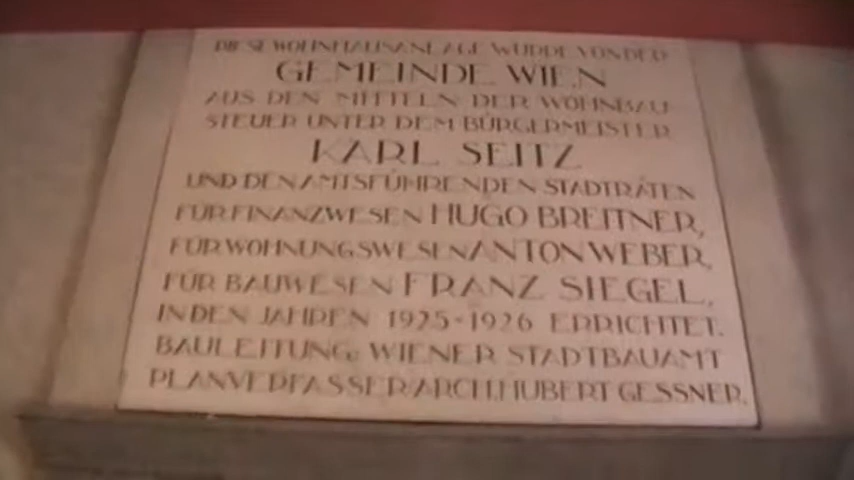 DIESE WOHNHAUSANLAGE WURDE VON DER
GEMEINDE WIEN
AUS DEN MITTELN DER WOHNBAU-
STEUER UNTER DEM BÜRGERMEISTER
KARL SEITZ
UND DEN AMTSFÜHRENDEN STADTRÄTEN
FÜR FINANZWESEN HUGO BREITNER,
FÜR WOHNUNGSWESEN ANTON WEBER,
FÜR BAUWESEN FRANZ SIEGEL,
IN DEN JAHREN 1925-1926 ERRICHTET.
BAULEITUNG: WIENER STADTBAUAMT
PLANVERFASSER: ARCH. HUBERT GESSNER.